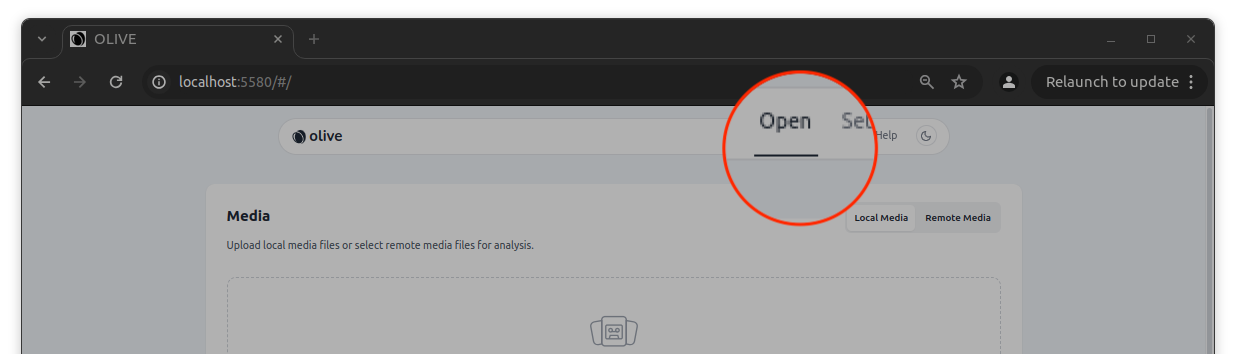 OLIVE
localhost:5580/#/
Relaunch to update
olive
Open
Help
Media
Local Media
Remote Media
Upload local media files or select remote media files for analysis.